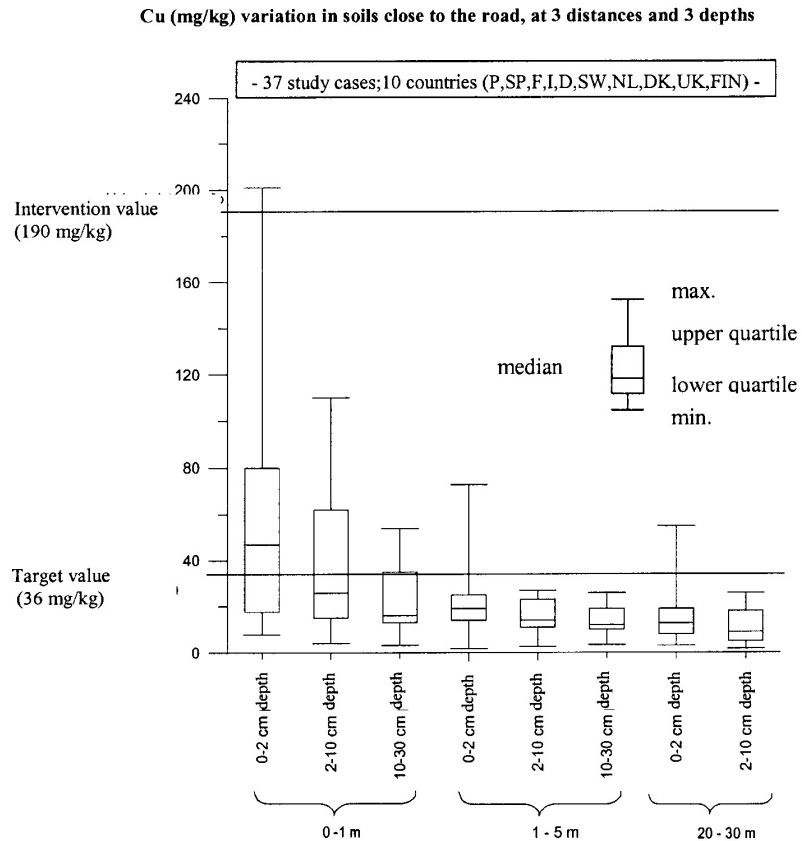 Cu (mg/kg) variation in soils close to the road, at 3 distances and 3 depths
- 37 study cases;10 countries (P,SP,F,I,D,SW,NL,DK,UK,FIN) -
240
200
Intervention value
(190 mg/kg)
160
max.
upper quartile
median
120
lower quartile
min.
80
40
Target value
(36 mg/kg)
0
0-2 cm depth
2-10 cm depth
10-30 cm depth
0-2 cm depth
2-10 cm depth
10-30 cm depth
0-2 cm depth
2-10 cm depth
0-1 m
1 - 5 m
20 - 30 m